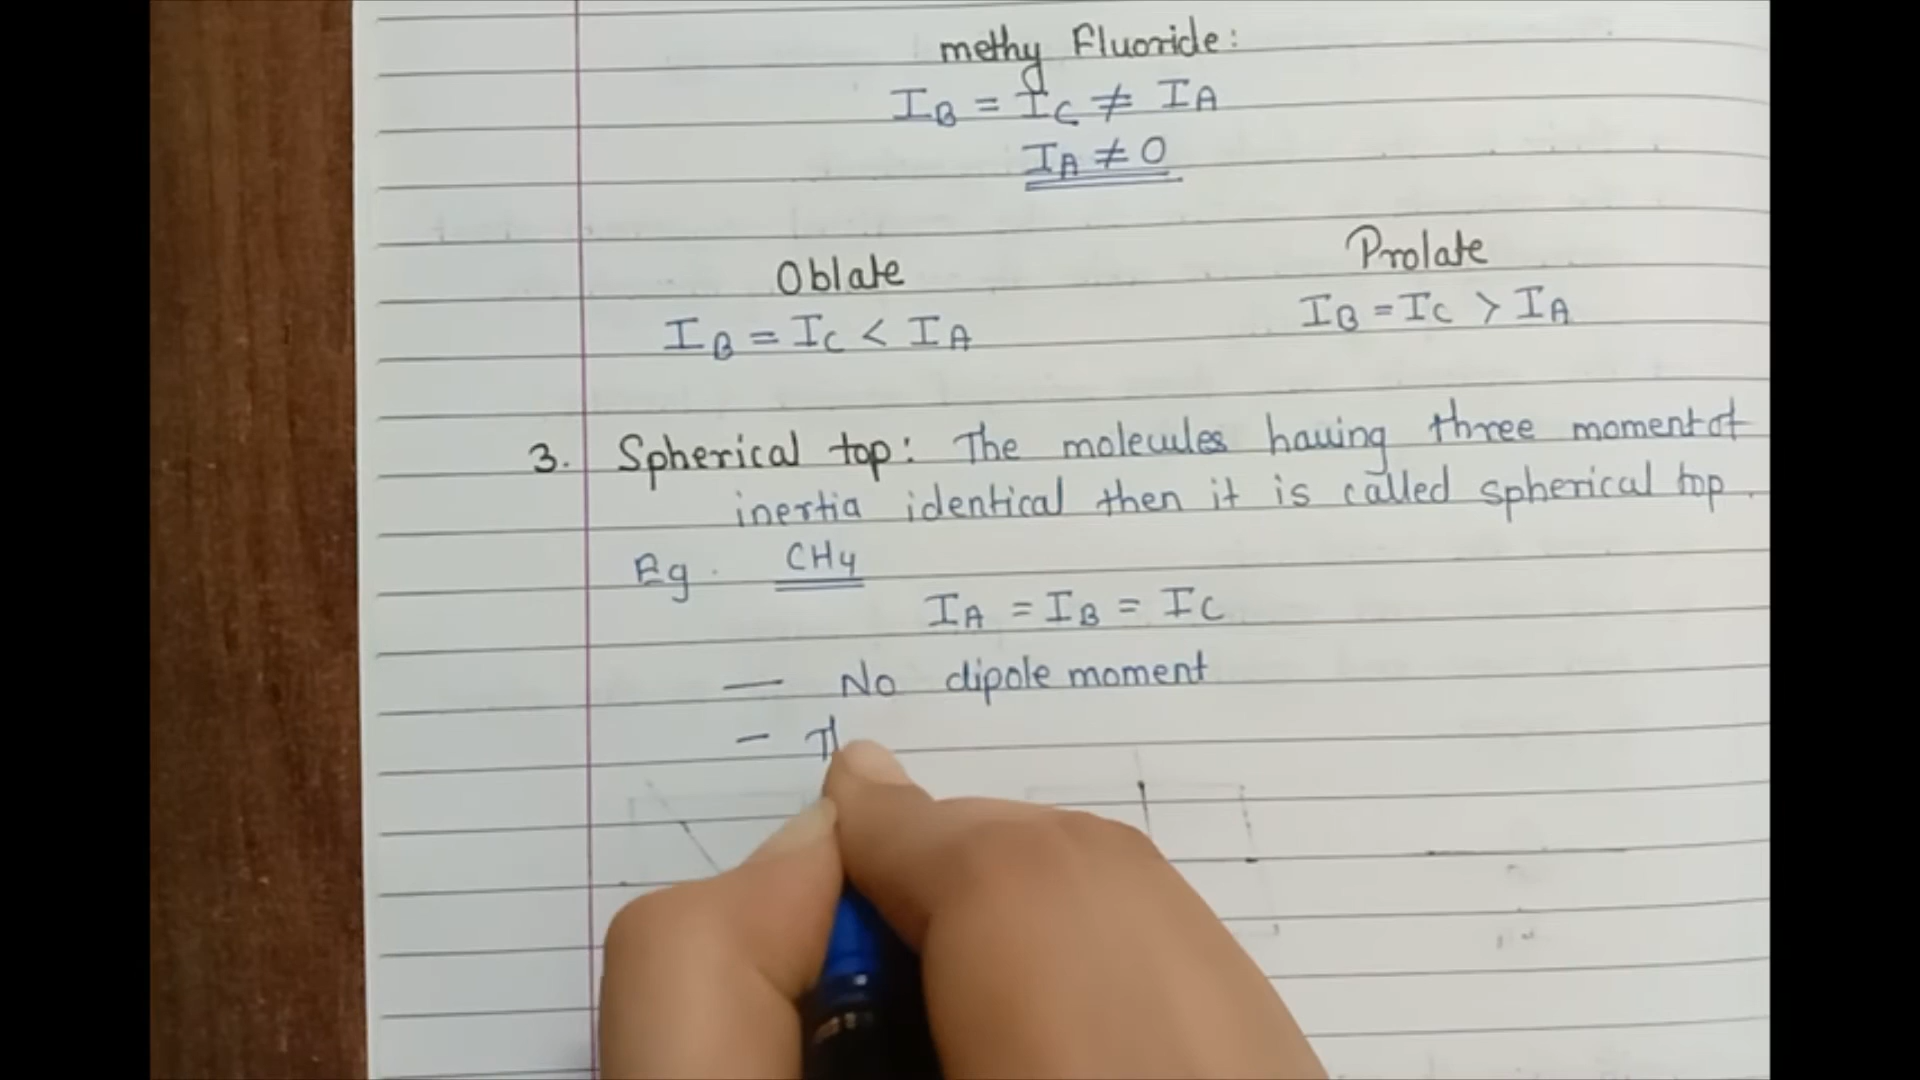 methy Fluoride:
IB = IC ≠ IA
IA ≠ 0
Oblate
Prolate
IB = IC < IA
IB = IC > IA
3. Spherical top: The molecules having three moment of
inertia identical then it is called spherical top.
Eg. CH4
IA = IB = IC
— No dipole moment
—